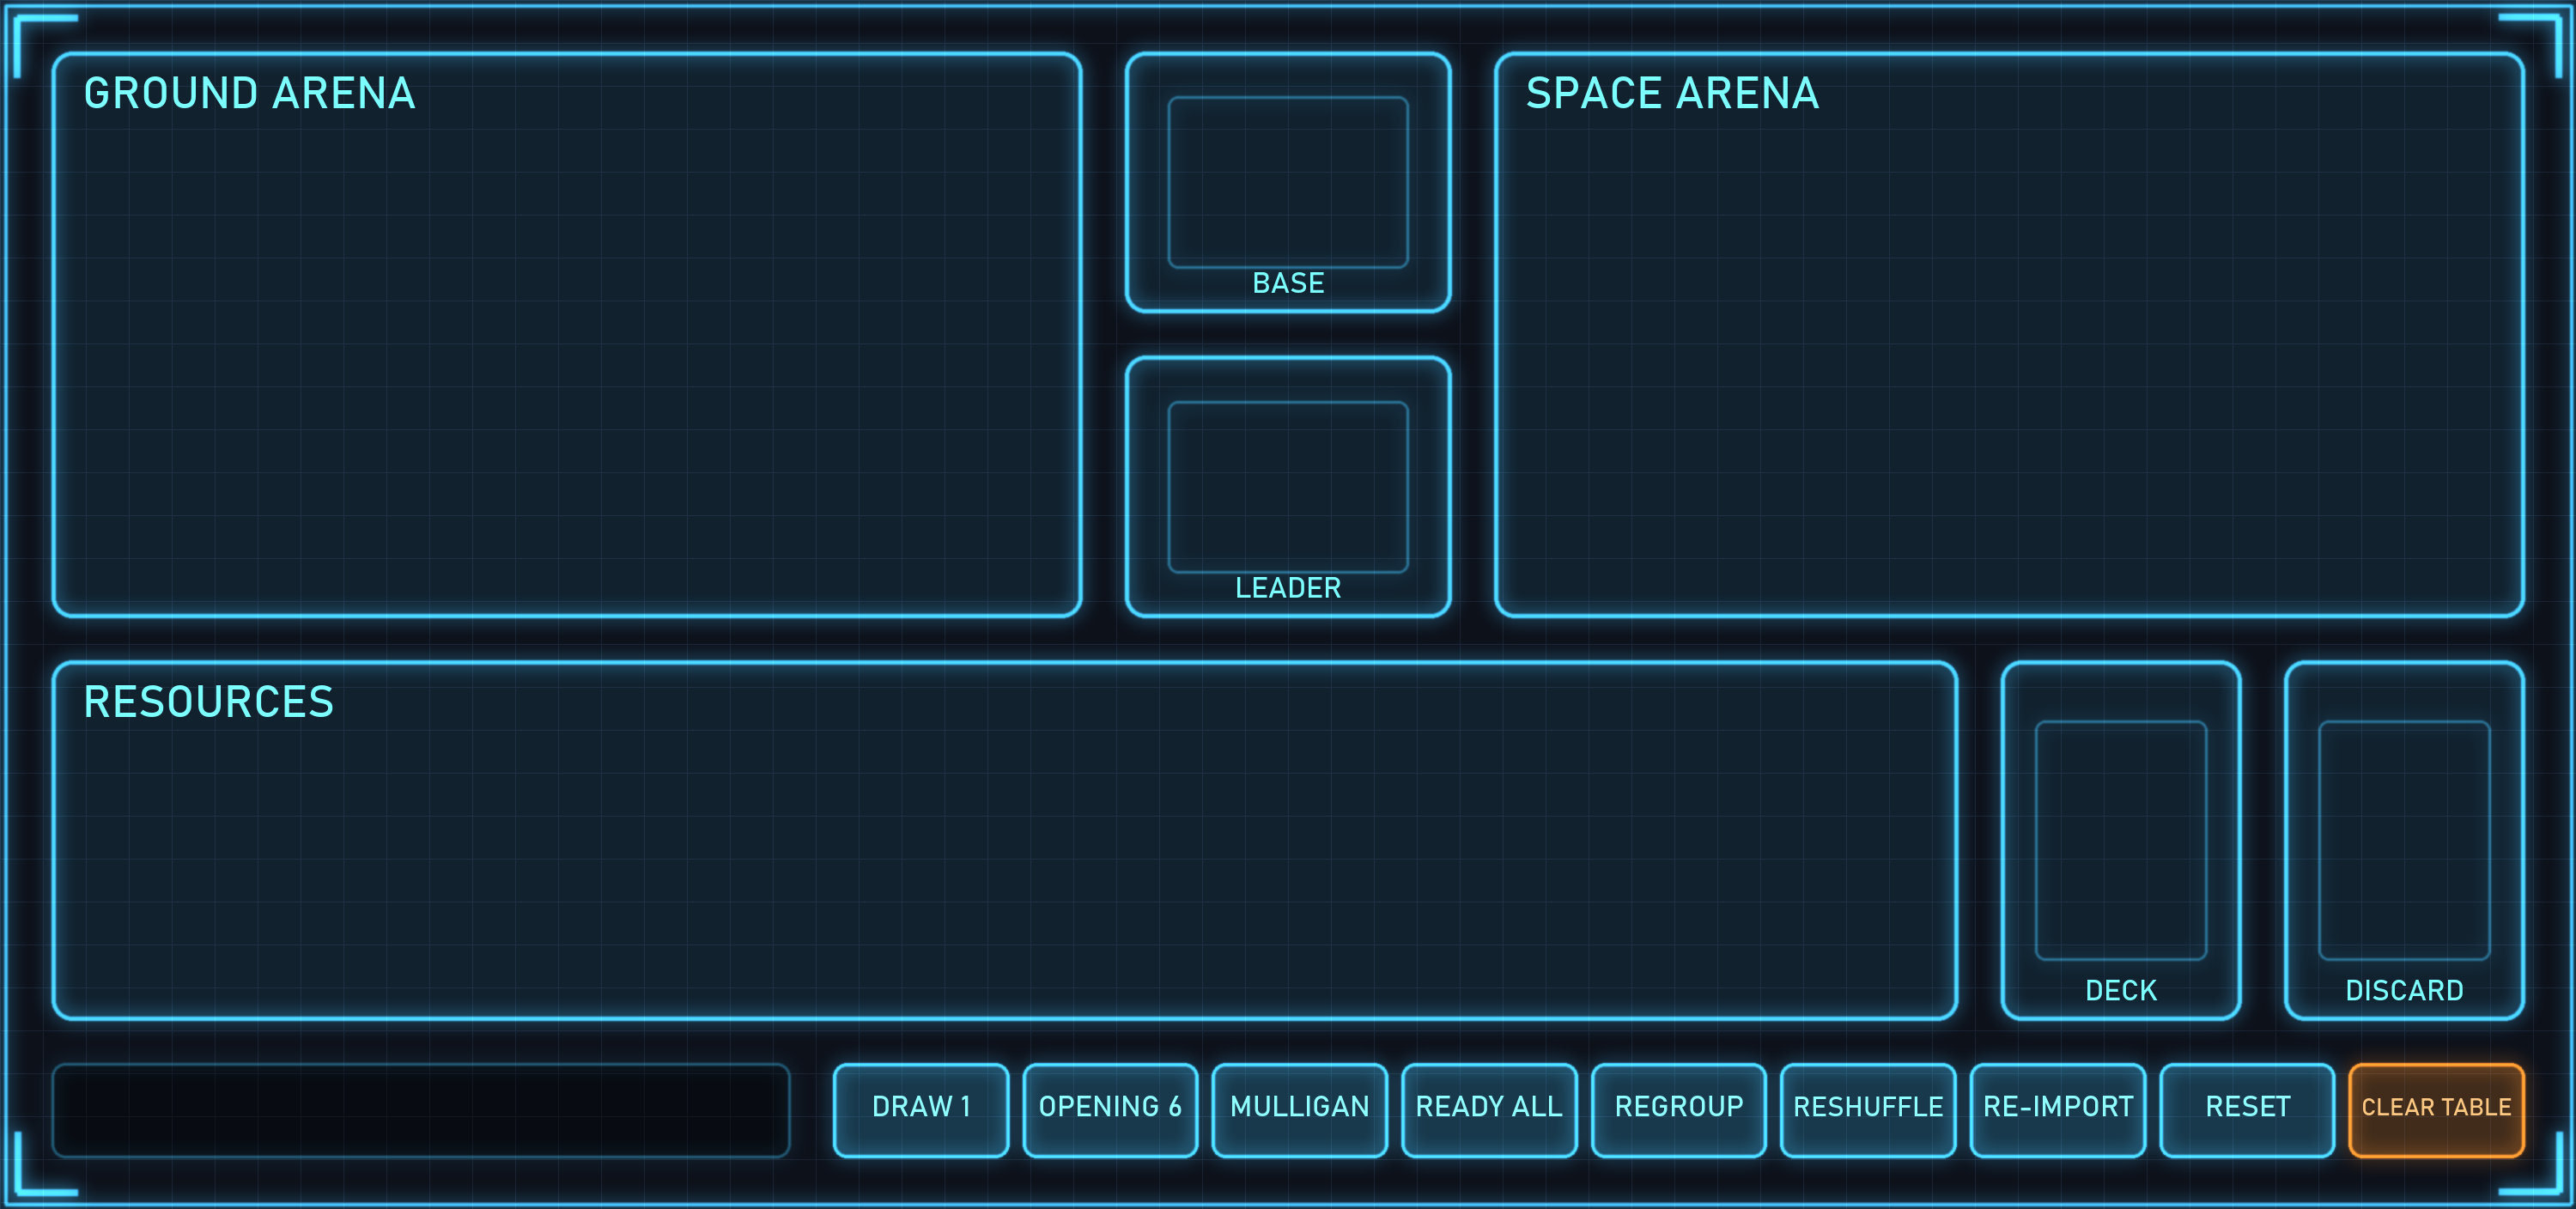 GROUND ARENA
BASE
SPACE ARENA
LEADER
RESOURCES
DECK
DISCARD
DRAW 1
OPENING 6
MULLIGAN
READY ALL
REGROUP
RESHUFFLE
RE-IMPORT
RESET
CLEAR TABLE